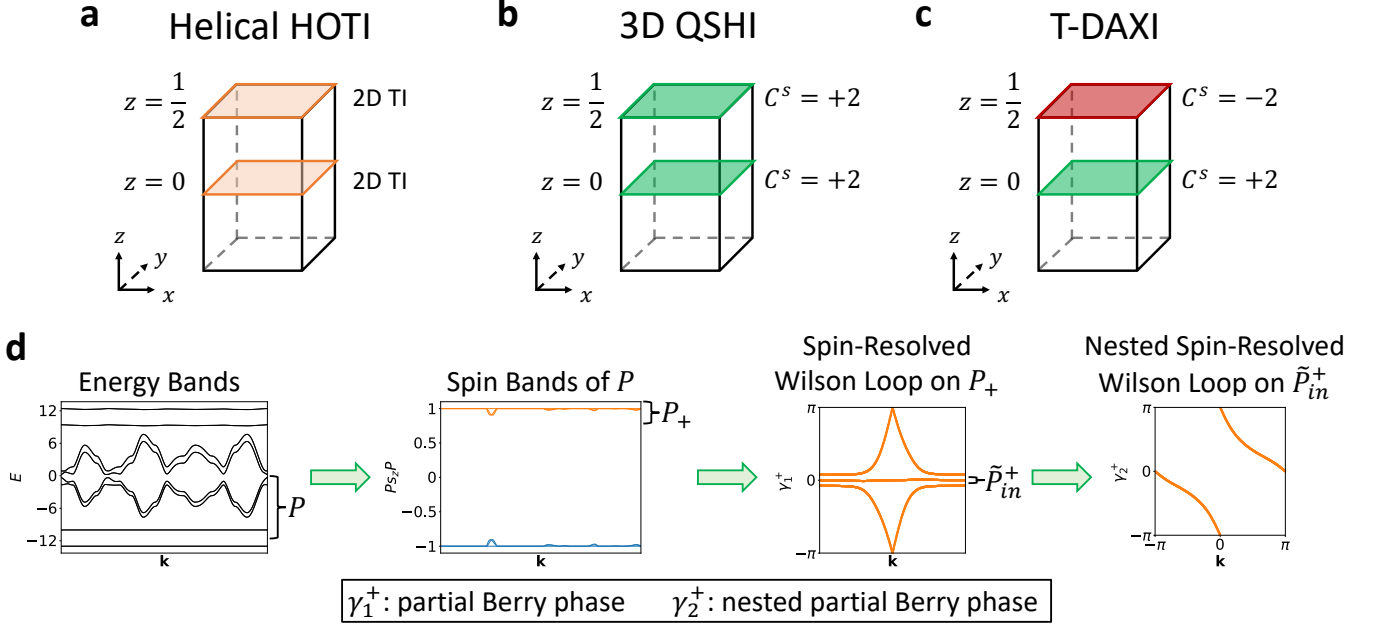 a
Helical HOTI
z = 1/2
2D TI
z = 0
2D TI
z
y
x
b
3D QSHI
z = 1/2
C^s = +2
z = 0
C^s = +2
z
y
x
c
T-DAXI
z = 1/2
C^s = −2
z = 0
C^s = +2
z
y
x
d
Energy Bands
12
6
0
−6
−12
E
k
P
Spin Bands of P
1
0.5
0
−0.5
−1
Ps_zP
k
P_+
Spin-Resolved
Wilson Loop on P_+
π
0
−π
γ_1^+
k
P̃_in^+
Nested Spin-Resolved
Wilson Loop on P̃_in^+
π
0
−π
γ_2^+
−π 0 π
k
γ_1^+: partial Berry phase γ_2^+: nested partial Berry phase